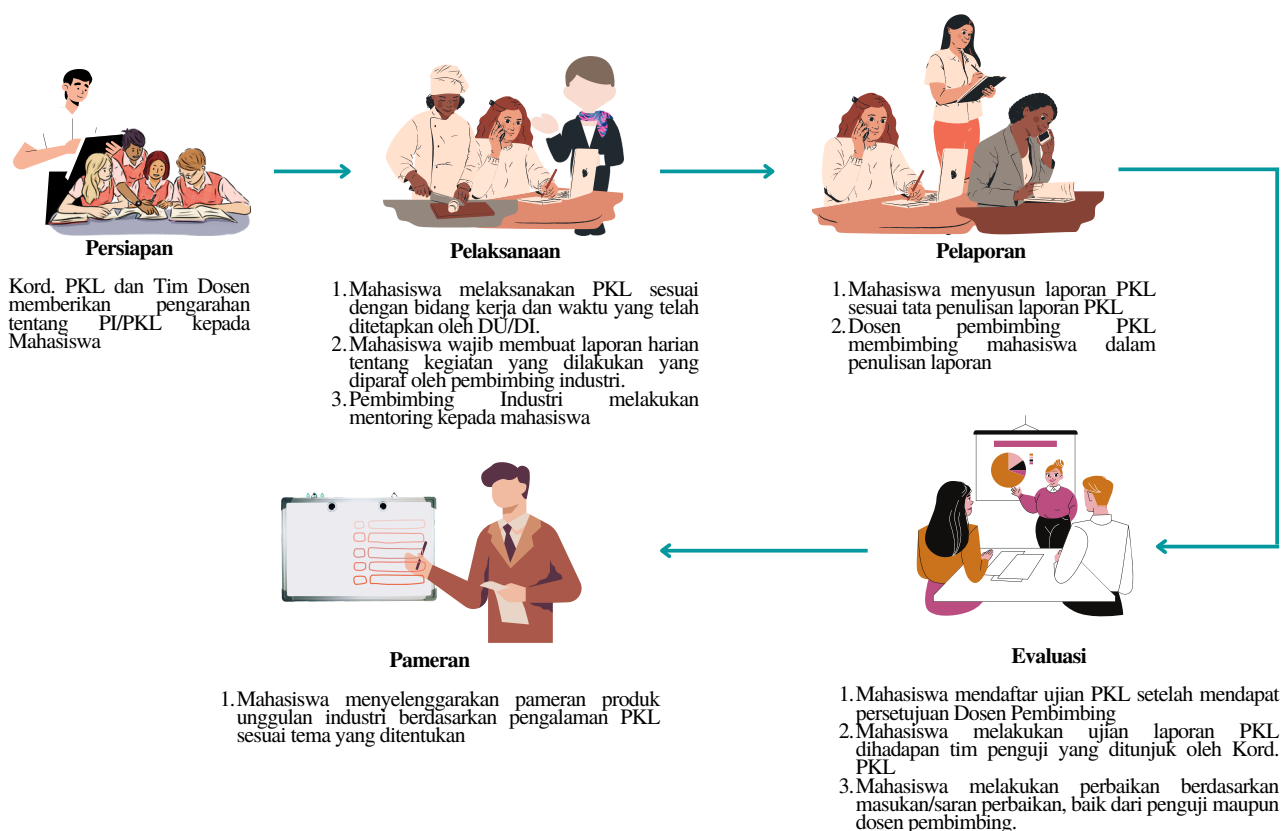 Persiapan
Kord. PKL dan Tim Dosen
memberikan pengarahan
tentang PI/PKL kepada
Mahasiswa
Pelaksanaan
1. Mahasiswa melaksanakan PKL sesuai
dengan bidang kerja dan waktu yang telah
ditetapkan oleh DU/DI.
2. Mahasiswa wajib membuat laporan harian
tentang kegiatan yang dilakukan yang
diparaf oleh pembimbing industri.
3. Pembimbing Industri melakukan
mentoring kepada mahasiswa
Pelaporan
1. Mahasiswa menyusun laporan PKL
sesuai tata penulisan laporan PKL
2. Dosen pembimbing PKL
membimbing mahasiswa dalam
penulisan laporan
Evaluasi
1. Mahasiswa mendaftar ujian PKL setelah mendapat
persetujuan Dosen Pembimbing
2. Mahasiswa melakukan ujian laporan PKL
dihadapan tim penguji yang ditunjuk oleh Kord.
PKL
3. Mahasiswa melakukan perbaikan berdasarkan
masukan/saran perbaikan, baik dari penguji maupun
dosen pembimbing.
Pameran
1. Mahasiswa menyelenggarakan pameran produk
unggulan industri berdasarkan pengalaman PKL
sesuai tema yang ditentukan